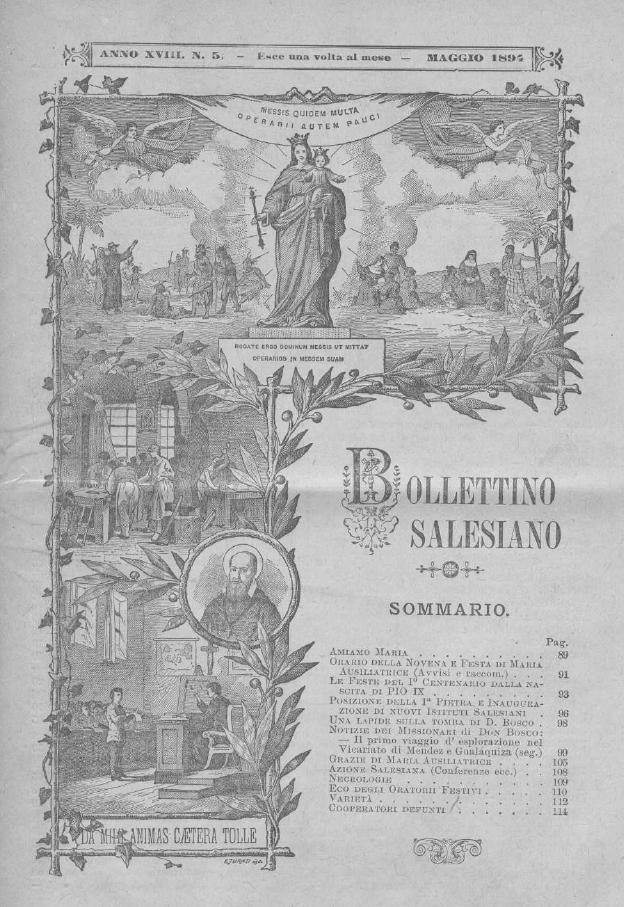 ANNO XVIII. N. 5. — Esce una volta al mese — MAGGIO 1894
MESSIS QUIDEM MULTA
OPERARII AUTEM PAUCI
ROGATE ERGO DOMINUM MESSIS UT MITTAT
OPERARIOS IN MESSEM SUAM
BOLLETTINO
SALESIANO
SOMMARIO.
Pag.
AMIAMO MARIA . . . . . . . . . . 89
ORARIO DELLA NOVENA E FESTA DI MARIA
AUSILIATRICE (Avvisi e raccom.) . . . 91
LE FESTE DEL 1º CENTENARIO DALLA NA-
SCITA DI PIO IX . . . . . . . . . 93
POSIZIONE DELLA 1ª PIETRA E INAUGURA-
ZIONE DI NUOVI ISTITUTI SALESIANI . 96
UNA LAPIDE SULLA TOMBA DI D. BOSCO . 98
NOTIZIE DEI MISSIONARI DI DON BOSCO:
— Il primo viaggio d' esplorazione nel
Vicariato di Mendez e Gualaquiza (seg.) 99
GRAZIE DI MARIA AUSILIATRICE . . . . 105
AZIONE SALESIANA (Conferenze ecc.) . . 108
NECROLOGIE . . . . . . . . . . 109
ECO DEGLI ORATORII FESTIVI . . . . . 110
VARIETÀ . . . . . . . . . . . 112
COOPERATORI DEFUNTI . . . . . . . 114
DA MIHI ANIMAS CÆTERA TOLLE